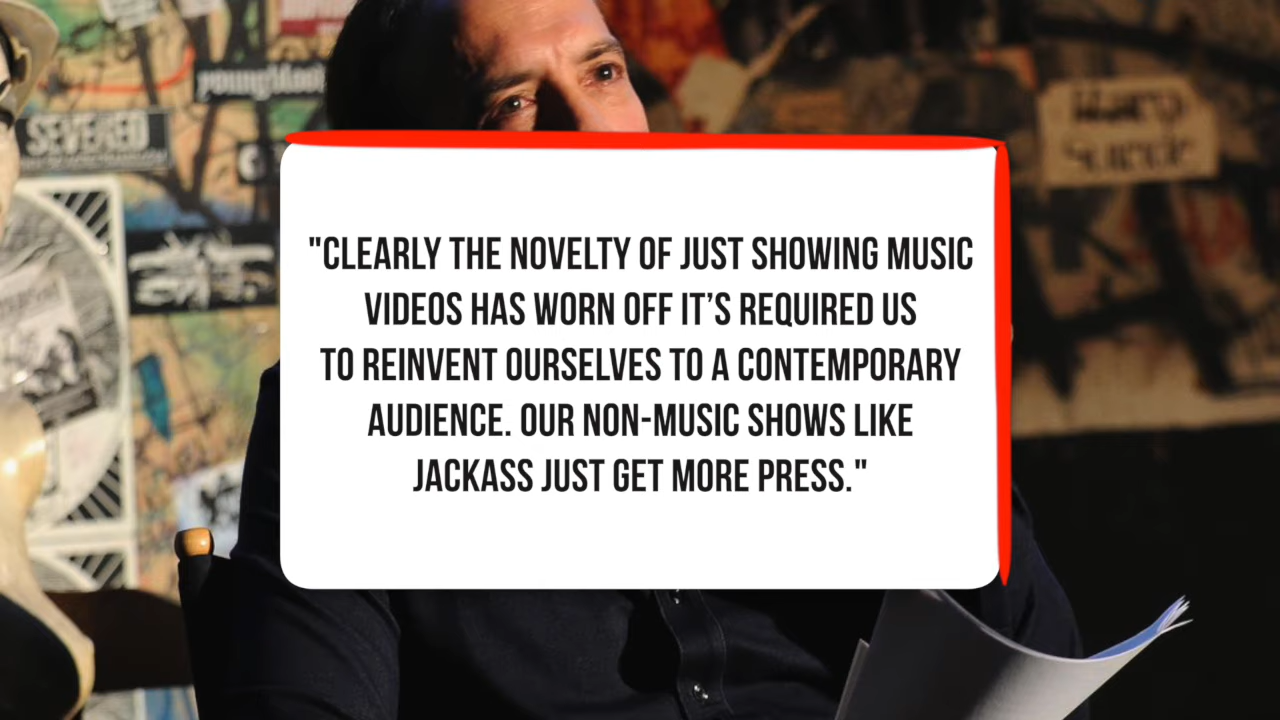 youngbloo
SEVERED
"CLEARLY THE NOVELTY OF JUST SHOWING MUSIC
VIDEOS HAS WORN OFF IT’S REQUIRED US
TO REINVENT OURSELVES TO A CONTEMPORARY
AUDIENCE. OUR NON-MUSIC SHOWS LIKE
JACKASS JUST GET MORE PRESS."